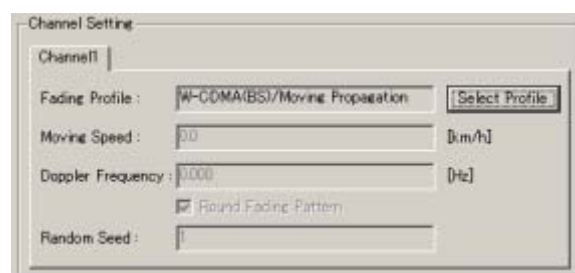 Channel Setting
Channel1
Fading Profile : W-CDMA(BS)/Moving Propagation Select Profile
Moving Speed : 0.0 [km/h]
Doppler Frequency : 0.000 [Hz]
Round Fading Pattern
Random Seed : 1